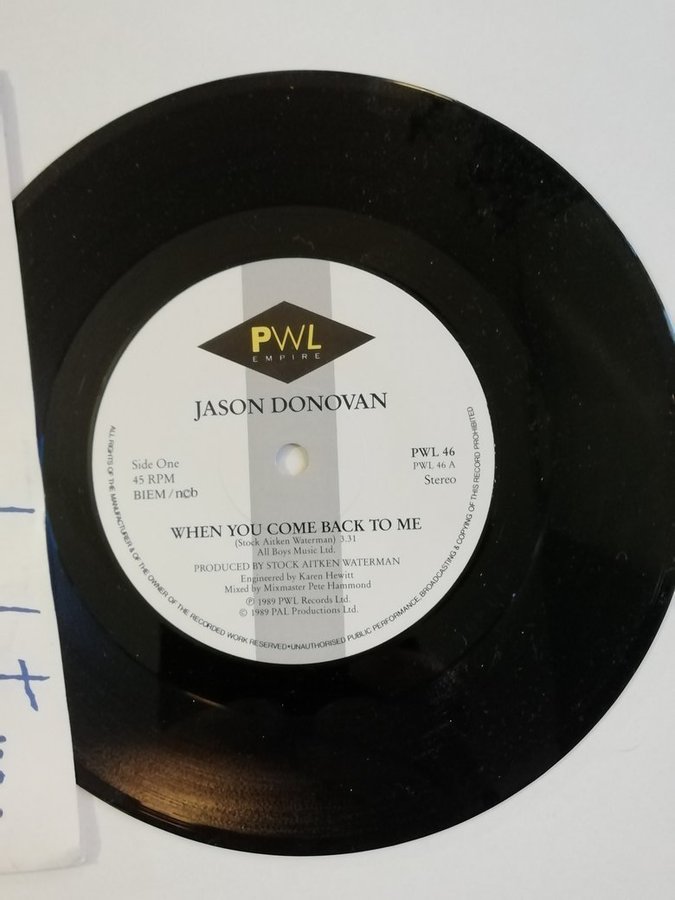 PWL
EMPIRE
JASON DONOVAN
Side One
45 RPM
BIEM/ncb
PWL 46
PWL 46 A
Stereo
WHEN YOU COME BACK TO ME
(Stock Aitken Waterman) 3.31
All Boys Music Ltd.
PRODUCED BY STOCK AITKEN WATERMAN
Engineered by Karen Hewitt
Mixed by Mixmaster Pete Hammond
℗ 1989 PWL Records Ltd.
© 1989 PAL Productions Ltd.
ALL RIGHTS OF THE MANUFACTURER & OF THE OWNER OF THE RECORDED WORK RESERVED•UNAUTHORISED PUBLIC PERFORMANCE, BROADCASTING & COPYING OF THIS RECORD PROHIBITED